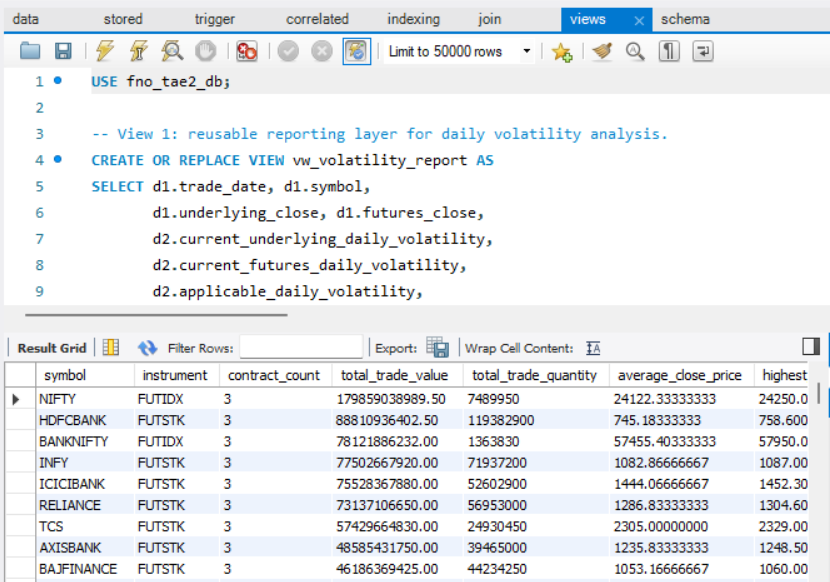 data stored trigger correlated indexing join views × schema
Limit to 50000 rows
1 USE fno_tae2_db;
2
3 -- View 1: reusable reporting layer for daily volatility analysis.
4 CREATE OR REPLACE VIEW vw_volatility_report AS
5 SELECT d1.trade_date, d1.symbol,
6 d1.underlying_close, d1.futures_close,
7 d2.current_underlying_daily_volatility,
8 d2.current_futures_daily_volatility,
9 d2.applicable_daily_volatility,
Result Grid Filter Rows: Export: Wrap Cell Content: IA
symbol instrument contract_count total_trade_value total_trade_quantity average_close_price highest
NIFTY FUTIDX 3 179859038989.50 7489950 24122.33333333 24250.0
HDFCBANK FUTSTK 3 88810936402.50 119382900 745.18333333 758.600
BANKNIFTY FUTIDX 3 78121886232.00 1363830 57455.40333333 57950.0
INFY FUTSTK 3 77502667920.00 71937200 1082.86666667 1087.00
ICICIBANK FUTSTK 3 75528367880.00 52602900 1444.06666667 1452.30
RELIANCE FUTSTK 3 73137106650.00 56953000 1286.83333333 1304.60
TCS FUTSTK 3 57429664830.00 24930450 2305.00000000 2329.00
AXISBANK FUTSTK 3 48585431750.00 39465000 1235.83333333 1248.50
BAJFINANCE FUTSTK 3 46186369425.00 44234250 1053.16666667 1060.00